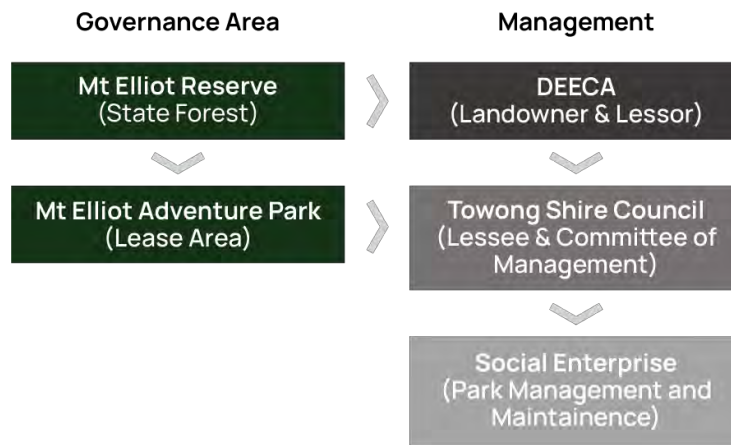 Governance Area
Management
Mt Elliot Reserve
(State Forest)
DEECA
(Landowner & Lessor)
Mt Elliot Adventure Park
(Lease Area)
Towong Shire Council
(Lessee & Committee of
Management)
Social Enterprise
(Park Management and
Maintainence)